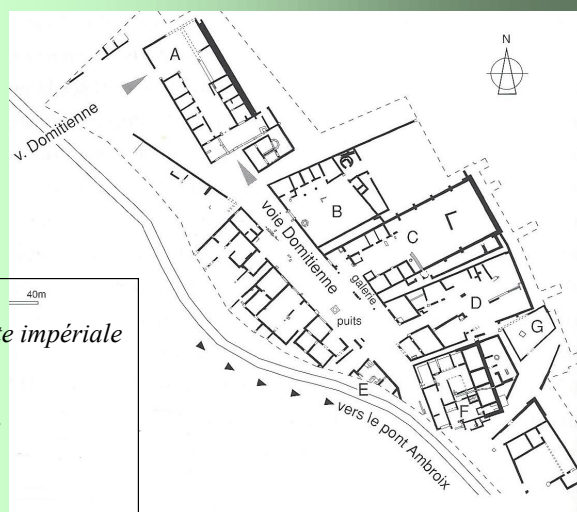 N
A
v. Domitienne
B
voie Domitienne
C
galerie
D
puits
G
E
F
vers le pont Ambroix
40m
te impériale